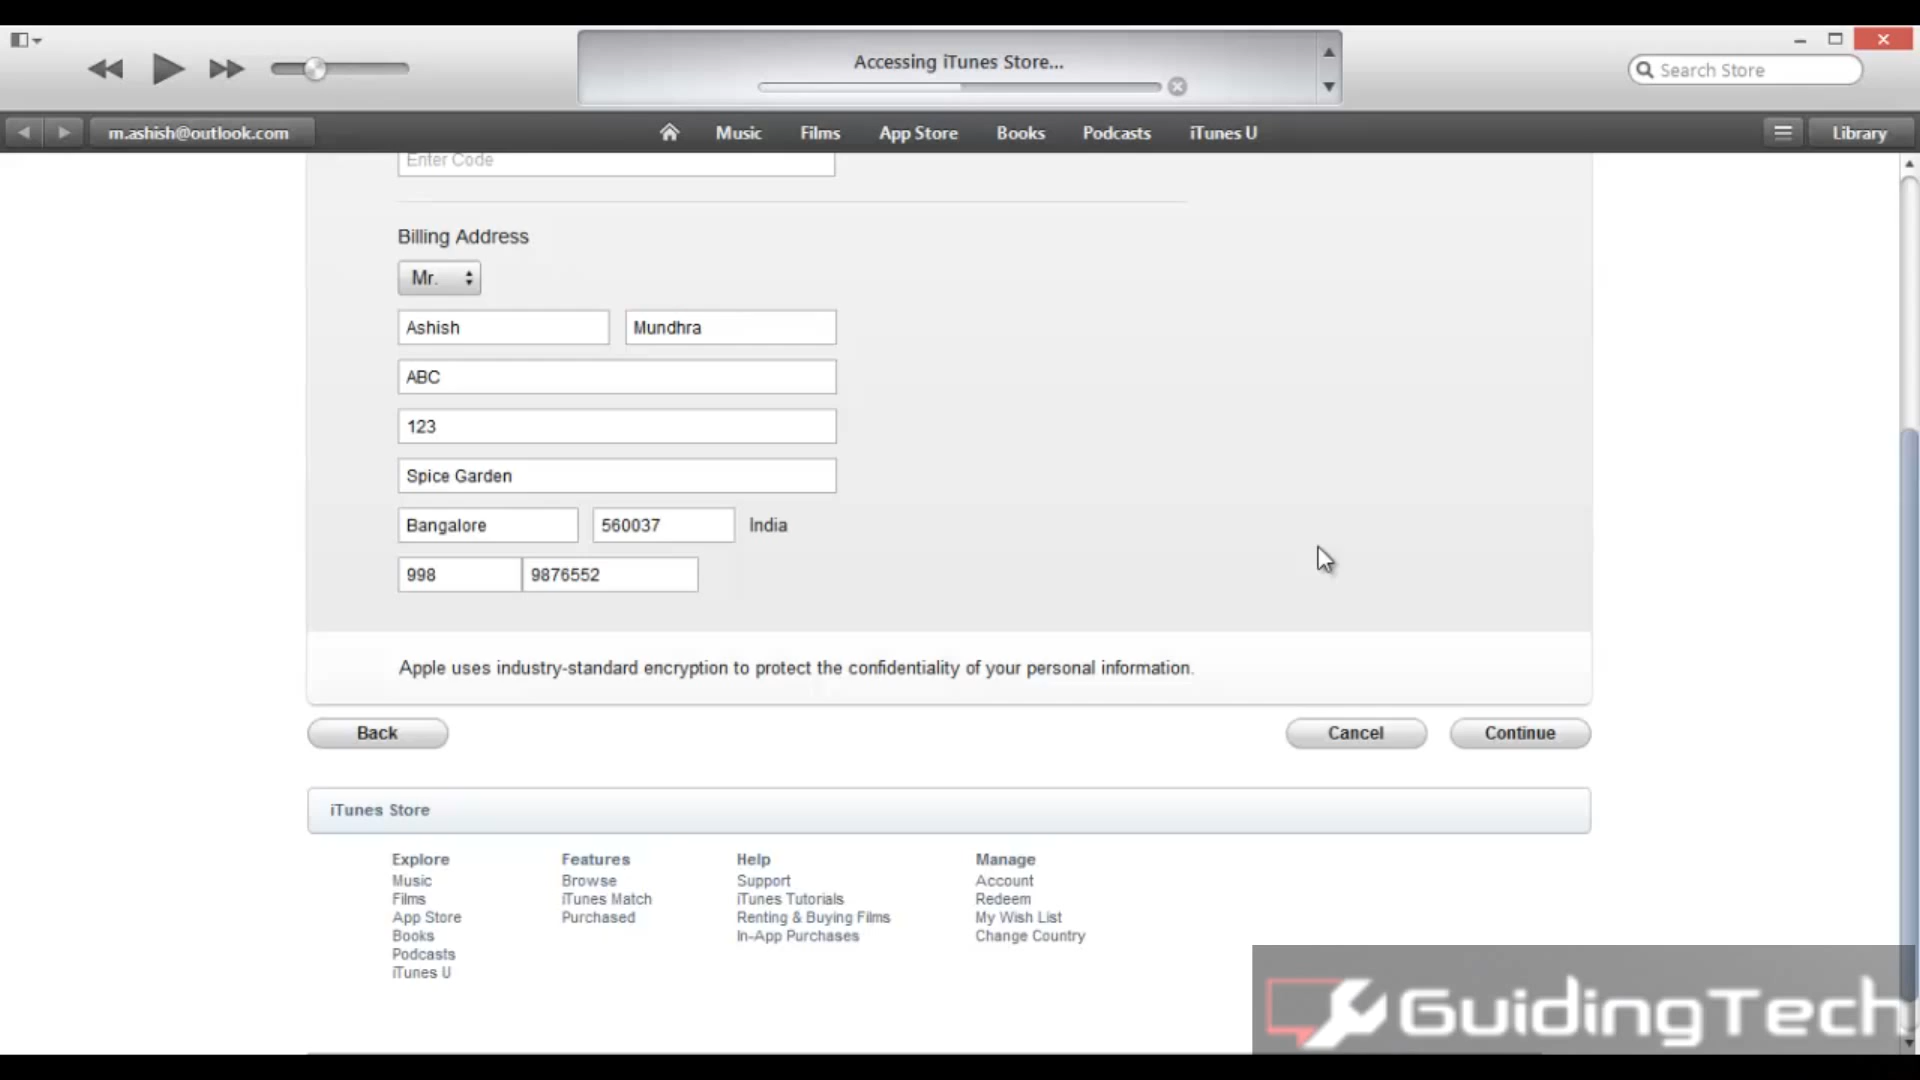 Accessing iTunes Store...
Search Store
m.ashish@outlook.com
Music Films App Store Books Podcasts iTunes U
Library
Enter Code
Billing Address
Mr.
Ashish Mundhra
ABC
123
Spice Garden
Bangalore 560037 India
998 9876552
Apple uses industry-standard encryption to protect the confidentiality of your personal information.
Back Cancel Continue
iTunes Store
Explore
Music
Films
App Store
Books
Podcasts
iTunes U
Features
Browse
iTunes Match
Purchased
Help
Support
iTunes Tutorials
Renting & Buying Films
In-App Purchases
Manage
Account
Redeem
My Wish List
Change Country
GuidingTech